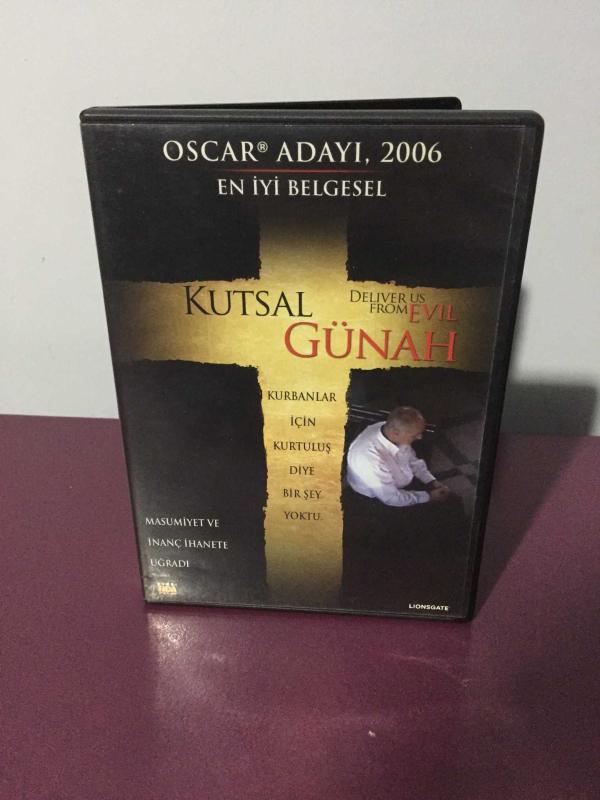 OSCAR® ADAYI, 2006
EN İYİ BELGESEL
KUTSAL
DELIVER US
FROM EVIL
GÜNAH
KURBANLAR
İÇİN
KURTULUŞ
DİYE
BİR ŞEY
YOKTU.
MASUMİYET VE
İNANÇ İHANETE
UĞRADI
LIONSGATE